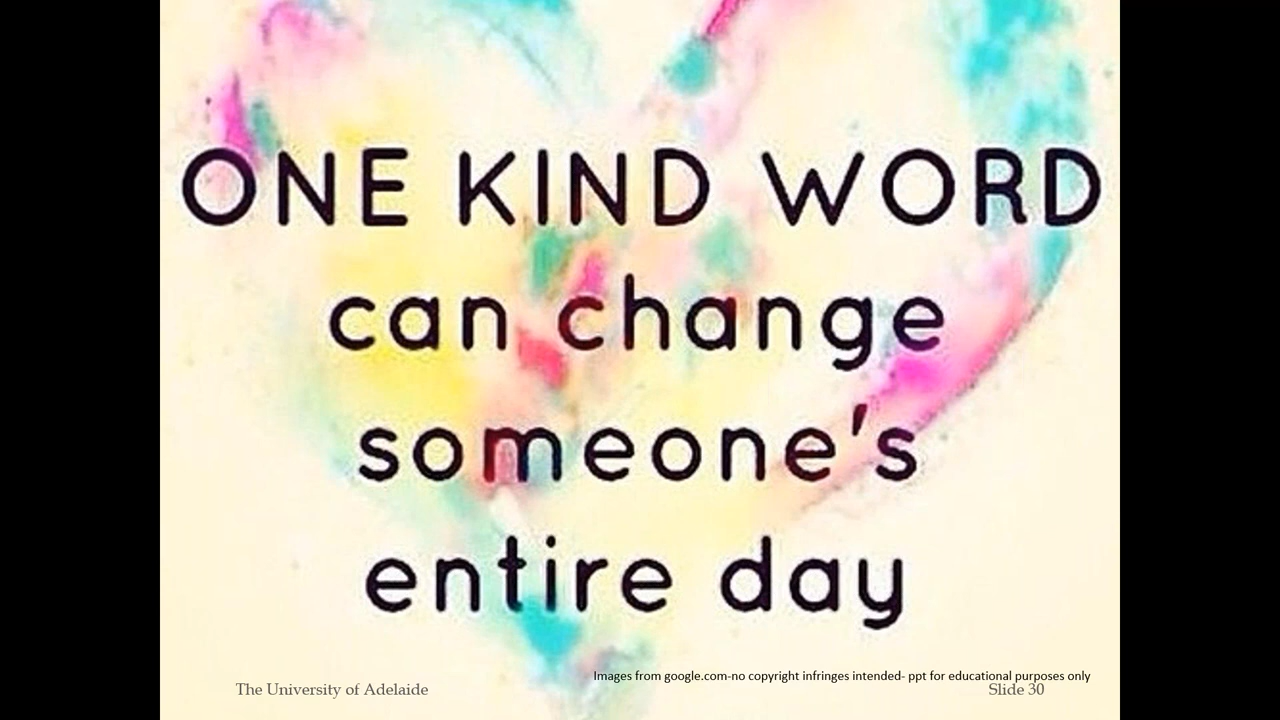 ONE KIND WORD
can change
someone's
entire day
Images from google.com-no copyright infringes intended- ppt for educational purposes only
The University of Adelaide
Slide 30